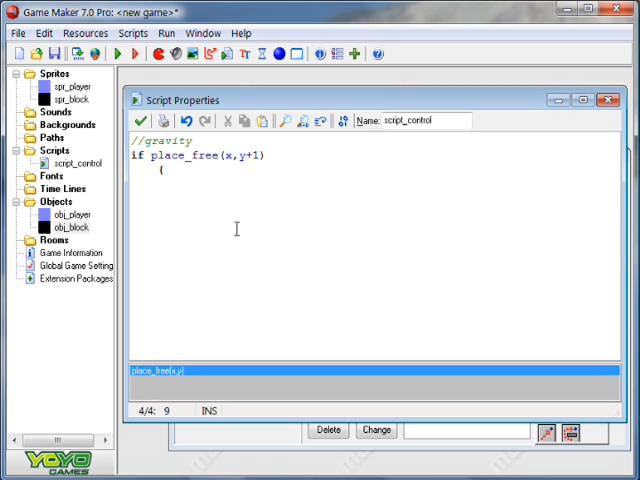 Game Maker 7.0 Pro: <new game>*
File Edit Resources Scripts Run Window Help
Sprites
spr_player
spr_block
Sounds
Backgrounds
Paths
Scripts
script_control
Fonts
Time Lines
Objects
obj_player
obj_block
Rooms
Game Information
Global Game Setting
Extension Packages
YOYO
GAMES
Script Properties
Name: script_control
//gravity
if place_free(x,y+1)
{
place_free(x,y)
4/4: 9 INS
Delete Change